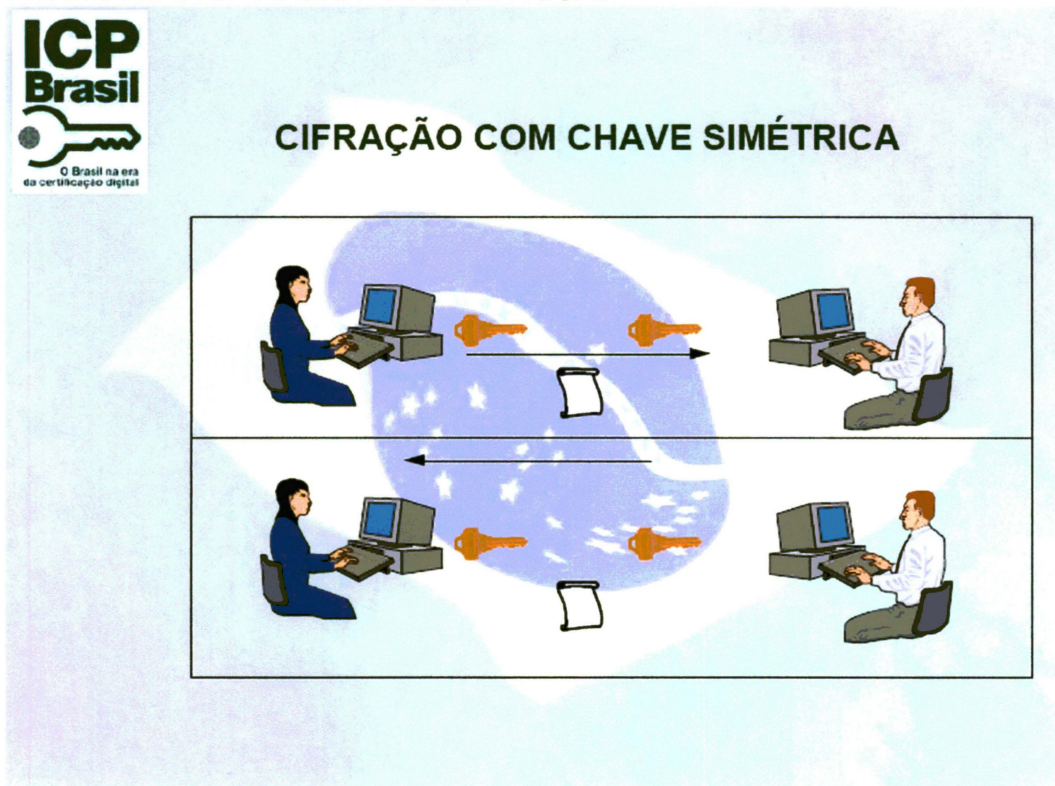 ICP
Brasil
O Brasil na era
da certificação digital
CIFRAÇÃO COM CHAVE SIMÉTRICA